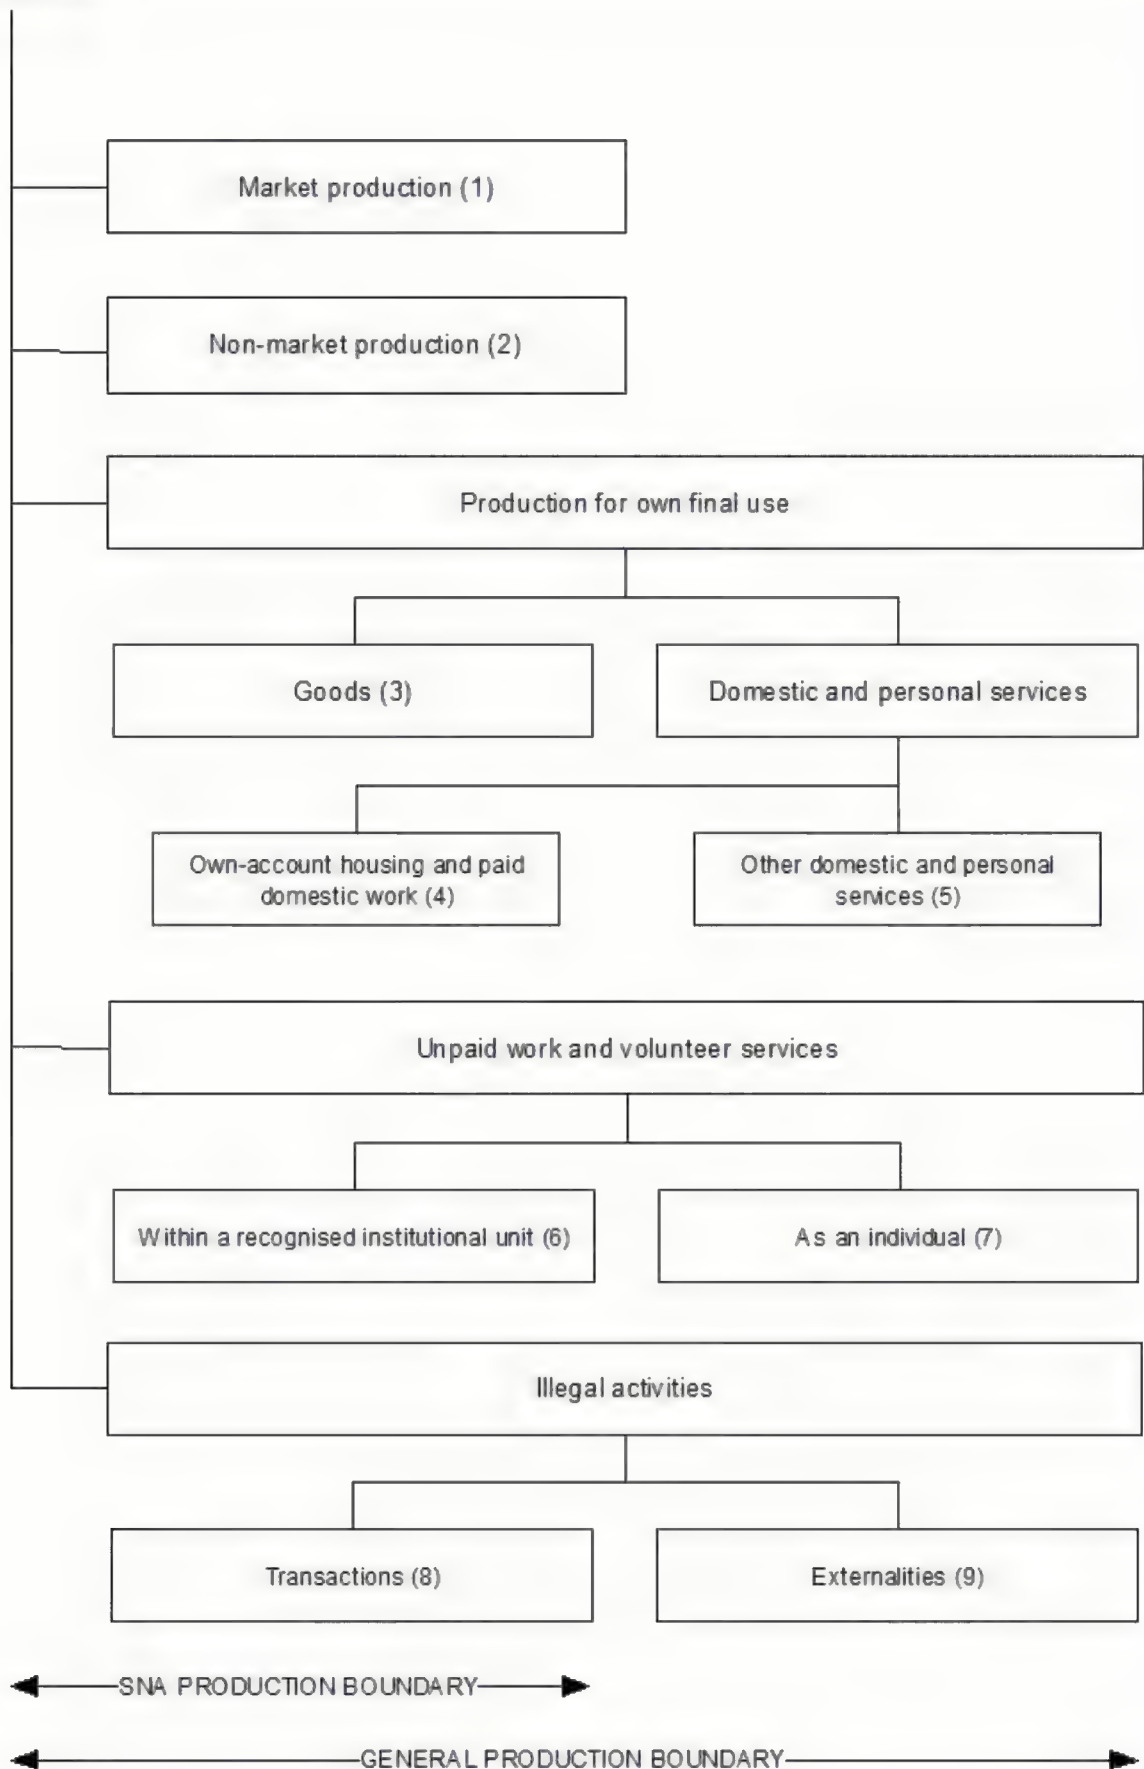 Market production (1)
Non-market production (2)
Production for own final use
Goods (3)
Domestic and personal services
Own-account housing and paid
domestic work (4)
Other domestic and personal
services (5)
Unpaid work and volunteer services
Within a recognised institutional unit (6)
As an individual (7)
Illegal activities
Transactions (8)
Externalities (9)
SNA PRODUCTION BOUNDARY
GENERAL PRODUCTION BOUNDARY